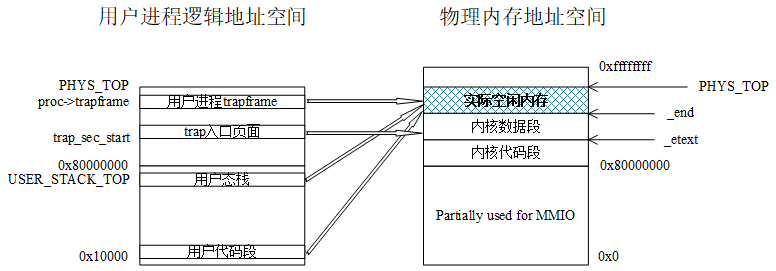 用户进程逻辑地址空间
物理内存地址空间
PHYS_TOP
proc->trapframe
用户进程trapframe
trap入口页面
trap_sec_start
0x80000000
USER_STACK_TOP
用户态栈
0x10000
用户代码段
0xffffffff
PHYS_TOP
实际空闲内存
_end
内核数据段
_etext
内核代码段
0x80000000
Partially used for MMIO
0x0